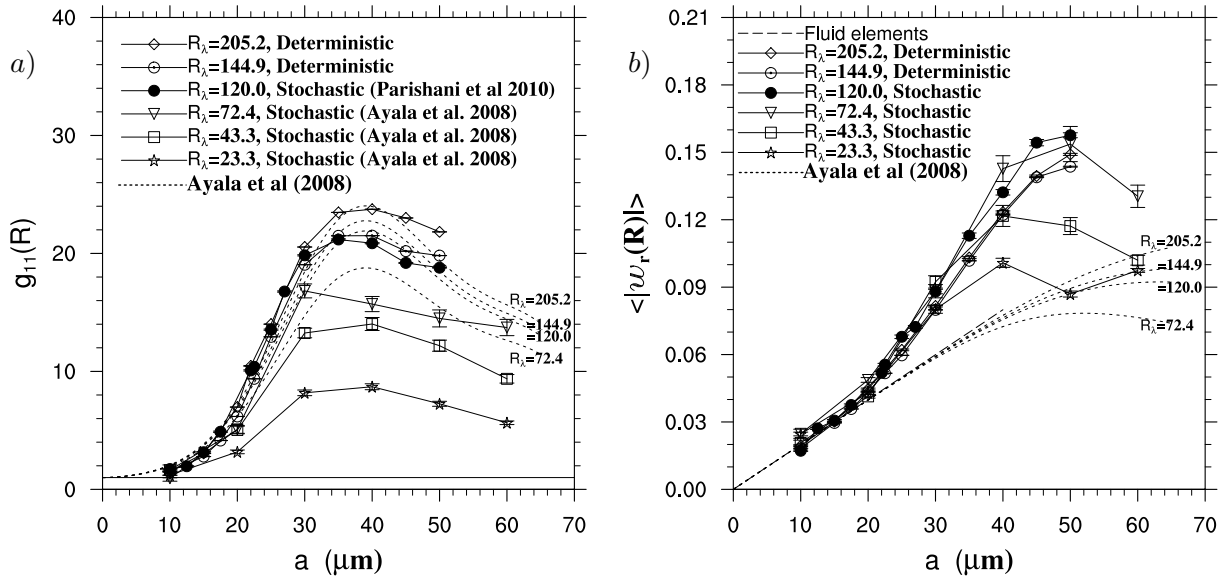 a)
R_λ=205.2, Deterministic
R_λ=144.9, Deterministic
R_λ=120.0, Stochastic (Parishani et al 2010)
R_λ=72.4, Stochastic (Ayala et al. 2008)
R_λ=43.3, Stochastic (Ayala et al. 2008)
R_λ=23.3, Stochastic (Ayala et al. 2008)
Ayala et al (2008)
40
30
20
10
0
g₁₁(R)
R_λ=205.2
=144.9
=120.0
R_λ=72.4
0 10 20 30 40 50 60 70
a (μm)
b)
Fluid elements
R_λ=205.2, Deterministic
R_λ=144.9, Deterministic
R_λ=120.0, Stochastic
R_λ=72.4, Stochastic
R_λ=43.3, Stochastic
R_λ=23.3, Stochastic
Ayala et al (2008)
0.21
0.18
0.15
0.12
0.09
0.06
0.03
0.00
<|w_r(R)|>
R_λ=205.2
=144.9
=120.0
R_λ=72.4
0 10 20 30 40 50 60 70
a (μm)